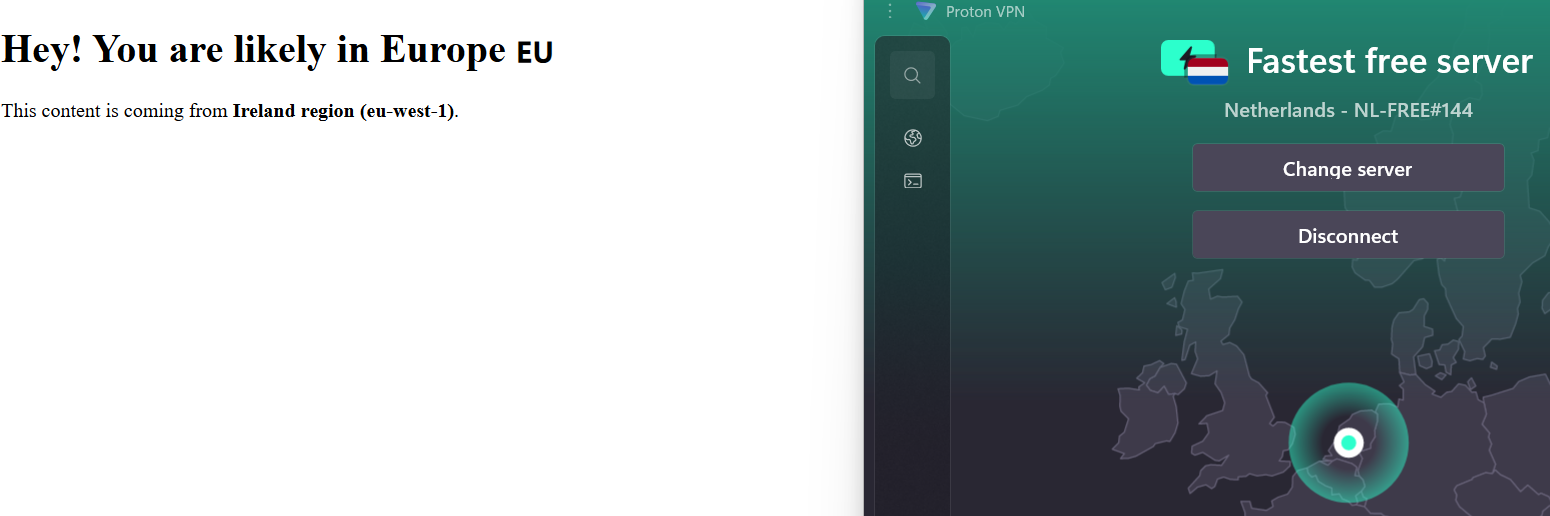 Hey! You are likely in Europe EU
This content is coming from Ireland region (eu-west-1).
Proton VPN
Fastest free server
Netherlands - NL-FREE#144
Change server
Disconnect